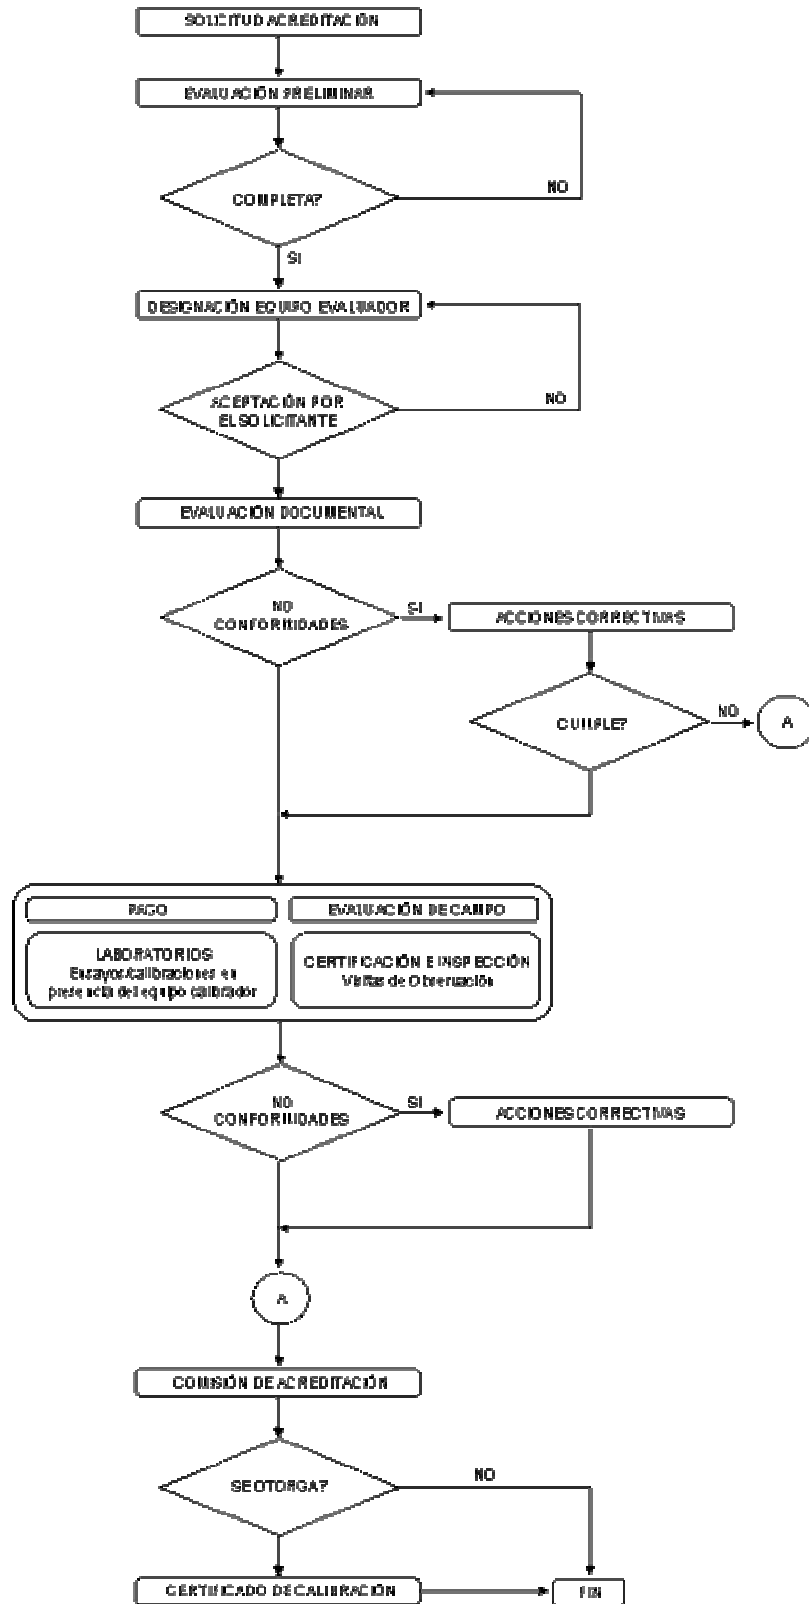 SOLICITUD ACREDITACIÓN
EVALUACIÓN PRELIMINAR
COMPLETA?
NO
SI
DESIGNACIÓN EQUIPO EVALUADOR
ACEPTACIÓN POR
EL SOLICITANTE
NO
EVALUACIÓN DOCUMENTAL
NO
CONFORMIDADES
SI
ACCIONES CORRECTIVAS
CUMPLE?
NO
A
PAGO
EVALUACIÓN DE CAMPO
LABORATORIOS
Ensayos/calibraciones en
presencia del equipo calibrador
CERTIFICACIÓN E INSPECCIÓN
Visitas de Observación
NO
CONFORMIDADES
SI
ACCIONES CORRECTIVAS
A
COMISIÓN DE ACREDITACIÓN
SE OTORGA?
NO
CERTIFICADO DE CALIBRACIÓN
FIN